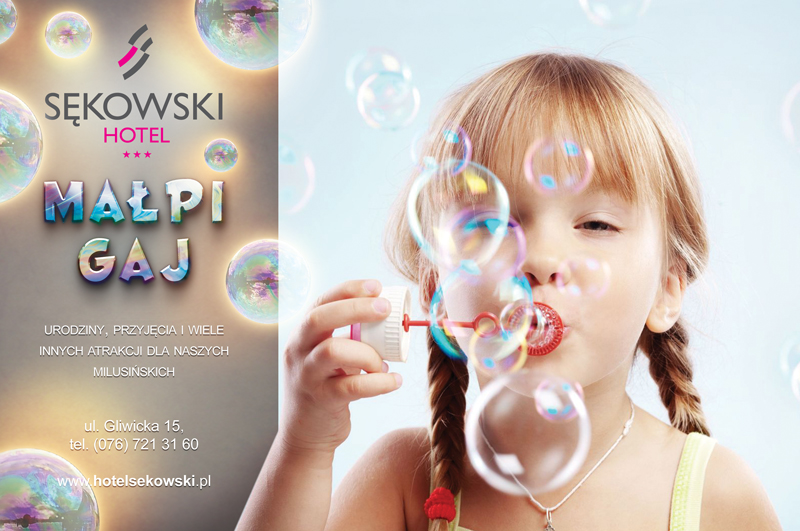 SĘKOWSKI
HOTEL
MAŁPI
GAJ
URODZINY, PRZYJĘCIA I WIELE
INNYCH ATRAKCJI DLA NASZYCH
MILUSIŃSKICH
ul. Gliwicka 15,
tel. (076) 721 31 60
www.hotelsekowski.pl